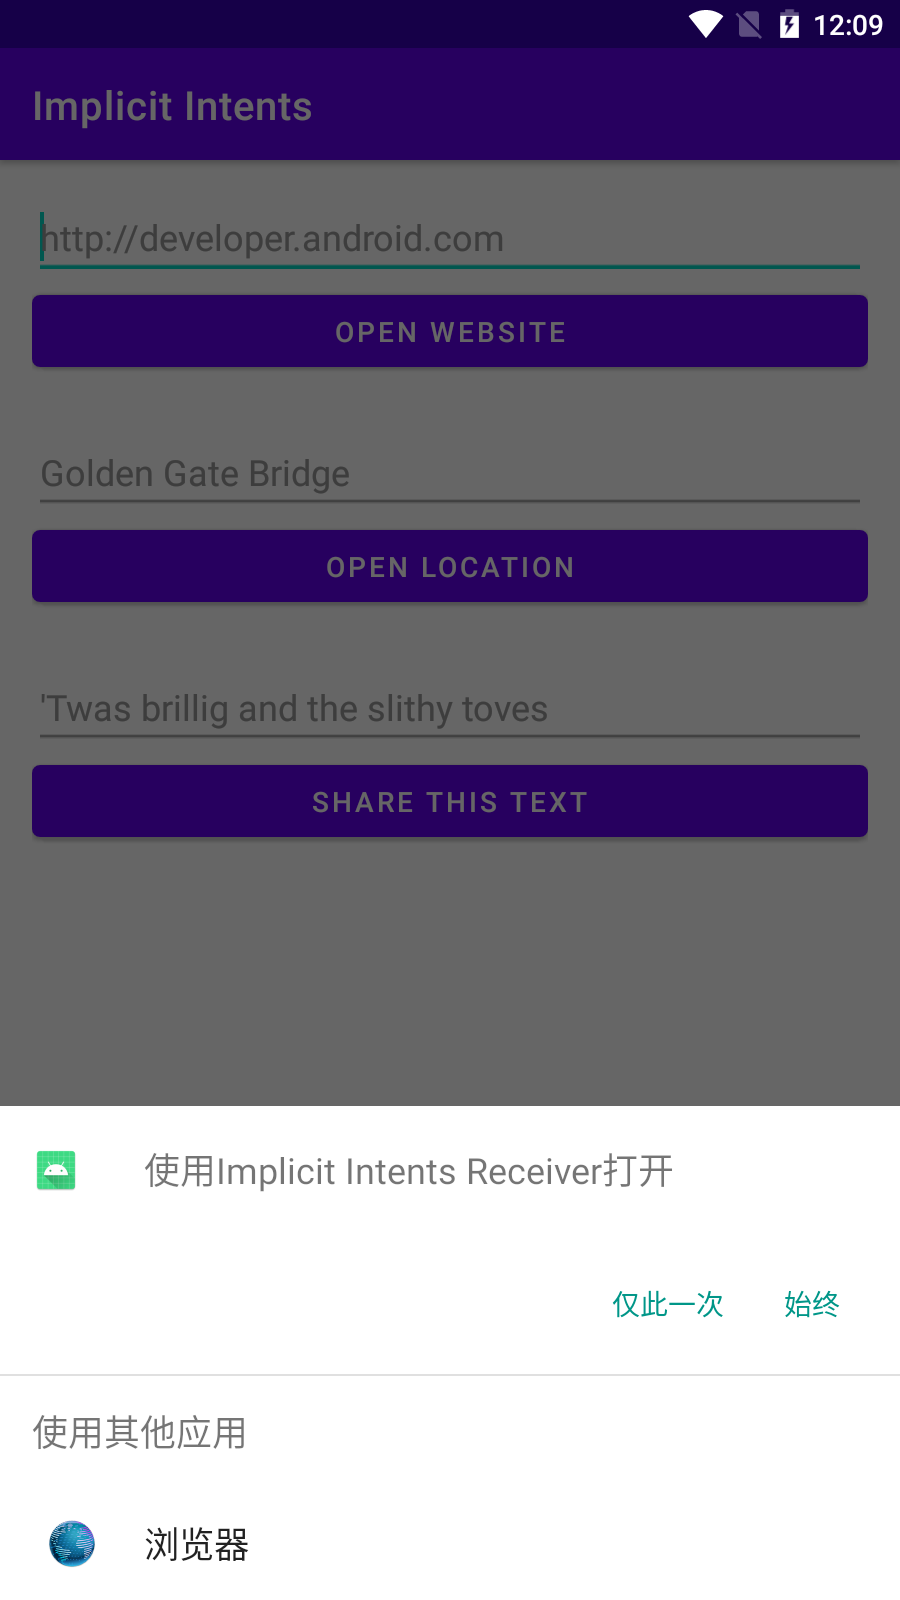 12:09
Implicit Intents
http://developer.android.com
OPEN WEBSITE
Golden Gate Bridge
OPEN LOCATION
'Twas brillig and the slithy toves
SHARE THIS TEXT
使用Implicit Intents Receiver打开
仅此一次 始终
使用其他应用
浏览器